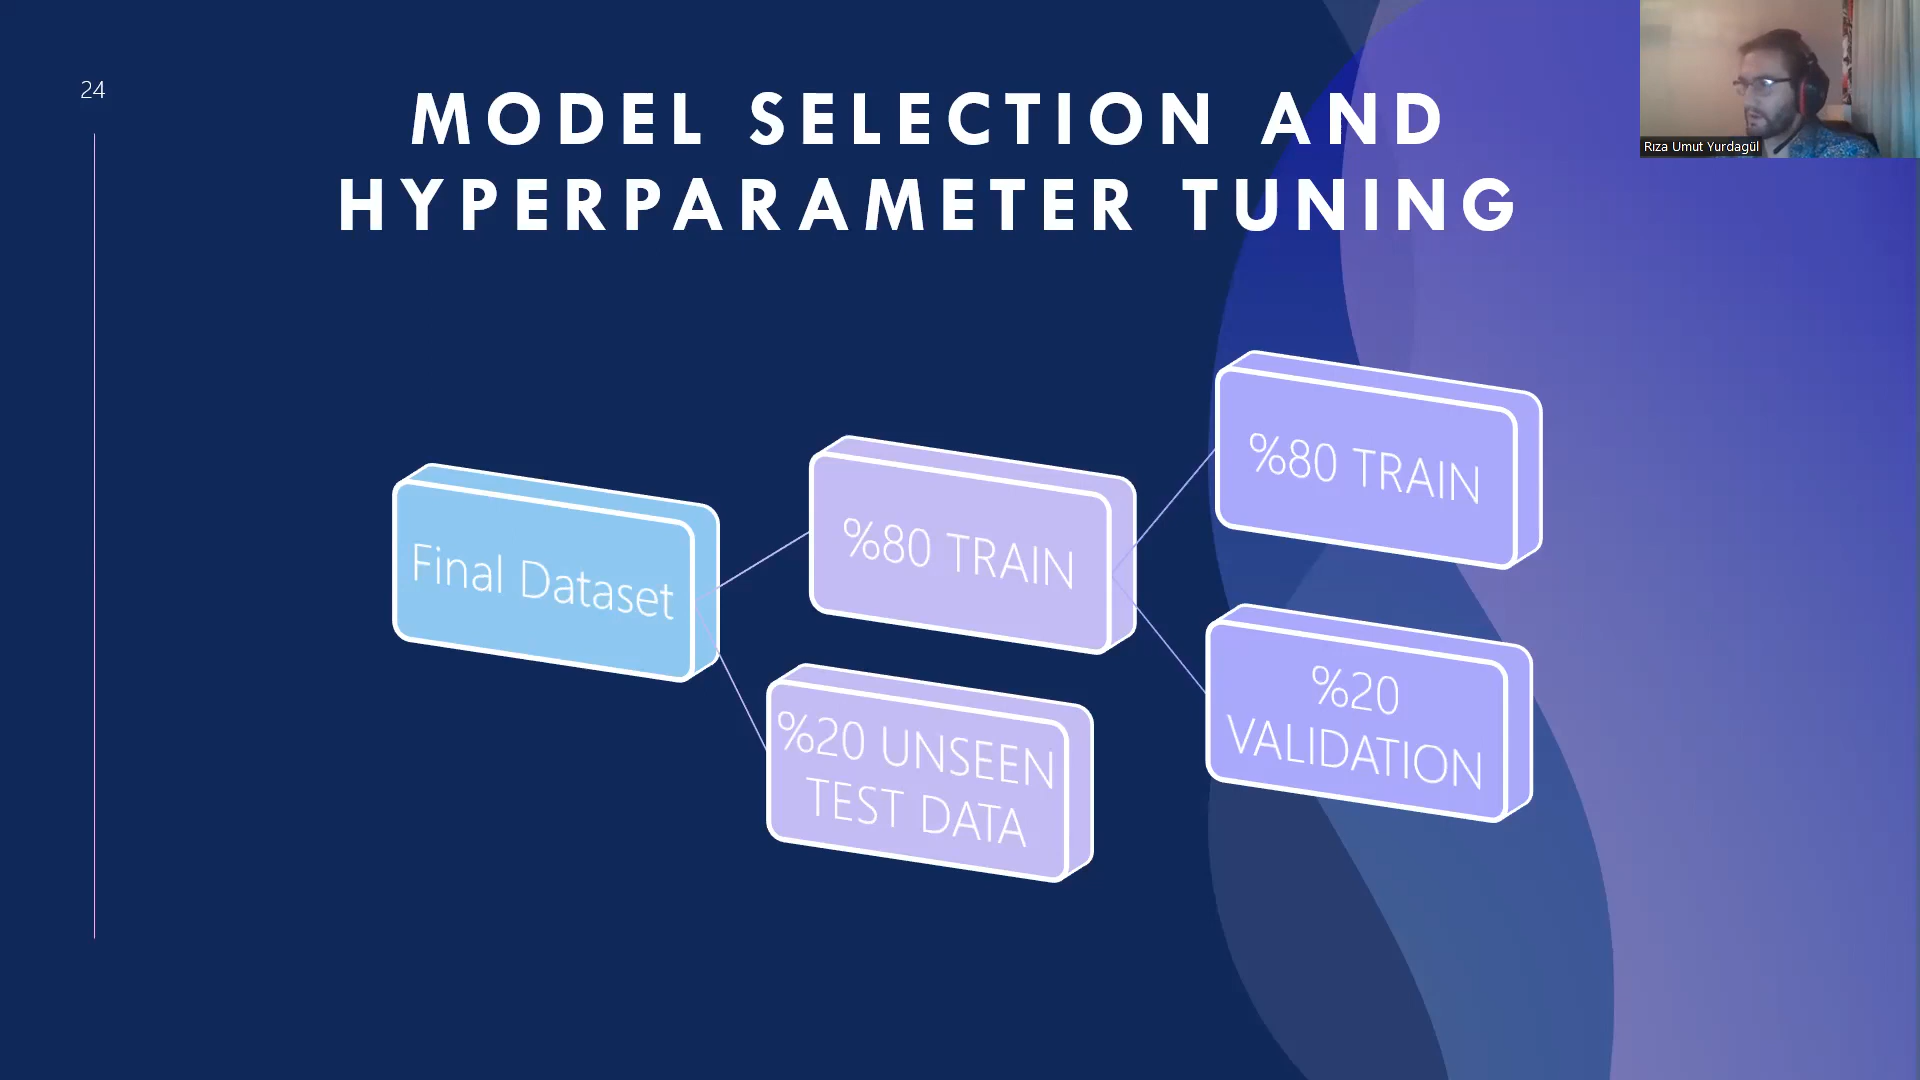 24
MODEL SELECTION AND
HYPERPARAMETER TUNING
Rıza Umut Yurdagül
Final Dataset
%80 TRAIN
%20 UNSEEN
TEST DATA
%80 TRAIN
%20
VALIDATION